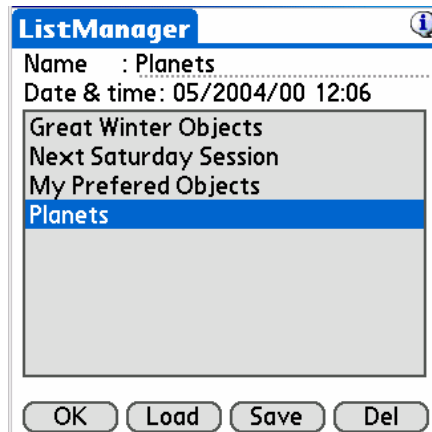 ListManager
Name : Planets
Date & time: 05/2004/00 12:06
Great Winter Objects
Next Saturday Session
My Prefered Objects
Planets
OK Load Save Del